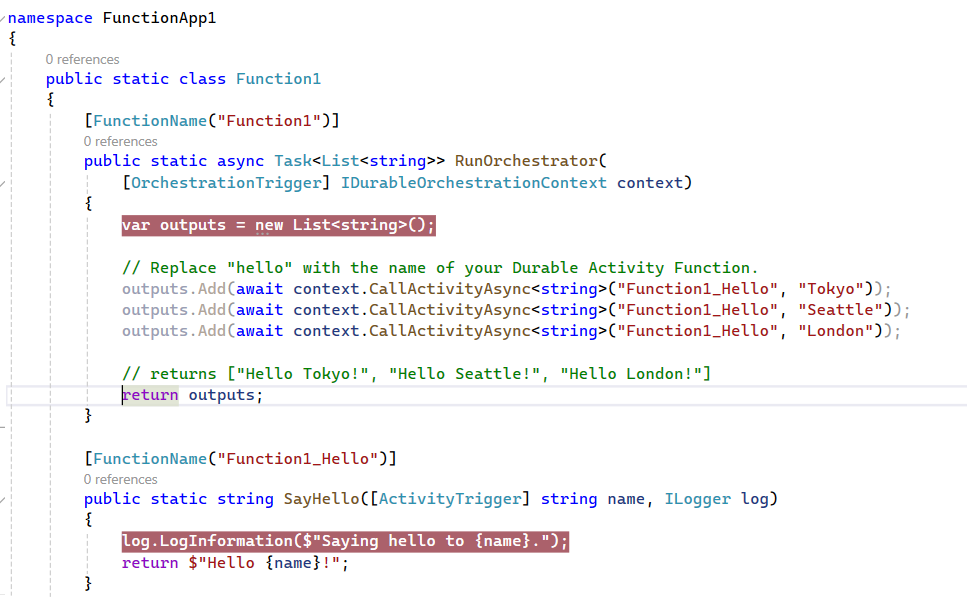 namespace FunctionApp1
{
0 references
public static class Function1
{
[FunctionName("Function1")]
0 references
public static async Task<List<string>> RunOrchestrator(
[OrchestrationTrigger] IDurableOrchestrationContext context)
{
var outputs = new List<string>();
// Replace "hello" with the name of your Durable Activity Function.
outputs.Add(await context.CallActivityAsync<string>("Function1_Hello", "Tokyo"));
outputs.Add(await context.CallActivityAsync<string>("Function1_Hello", "Seattle"));
outputs.Add(await context.CallActivityAsync<string>("Function1_Hello", "London"));
// returns ["Hello Tokyo!", "Hello Seattle!", "Hello London!"]
return outputs;
}
[FunctionName("Function1_Hello")]
0 references
public static string SayHello([ActivityTrigger] string name, ILogger log)
{
log.LogInformation($"Saying hello to {name}.");
return $"Hello {name}!";
}